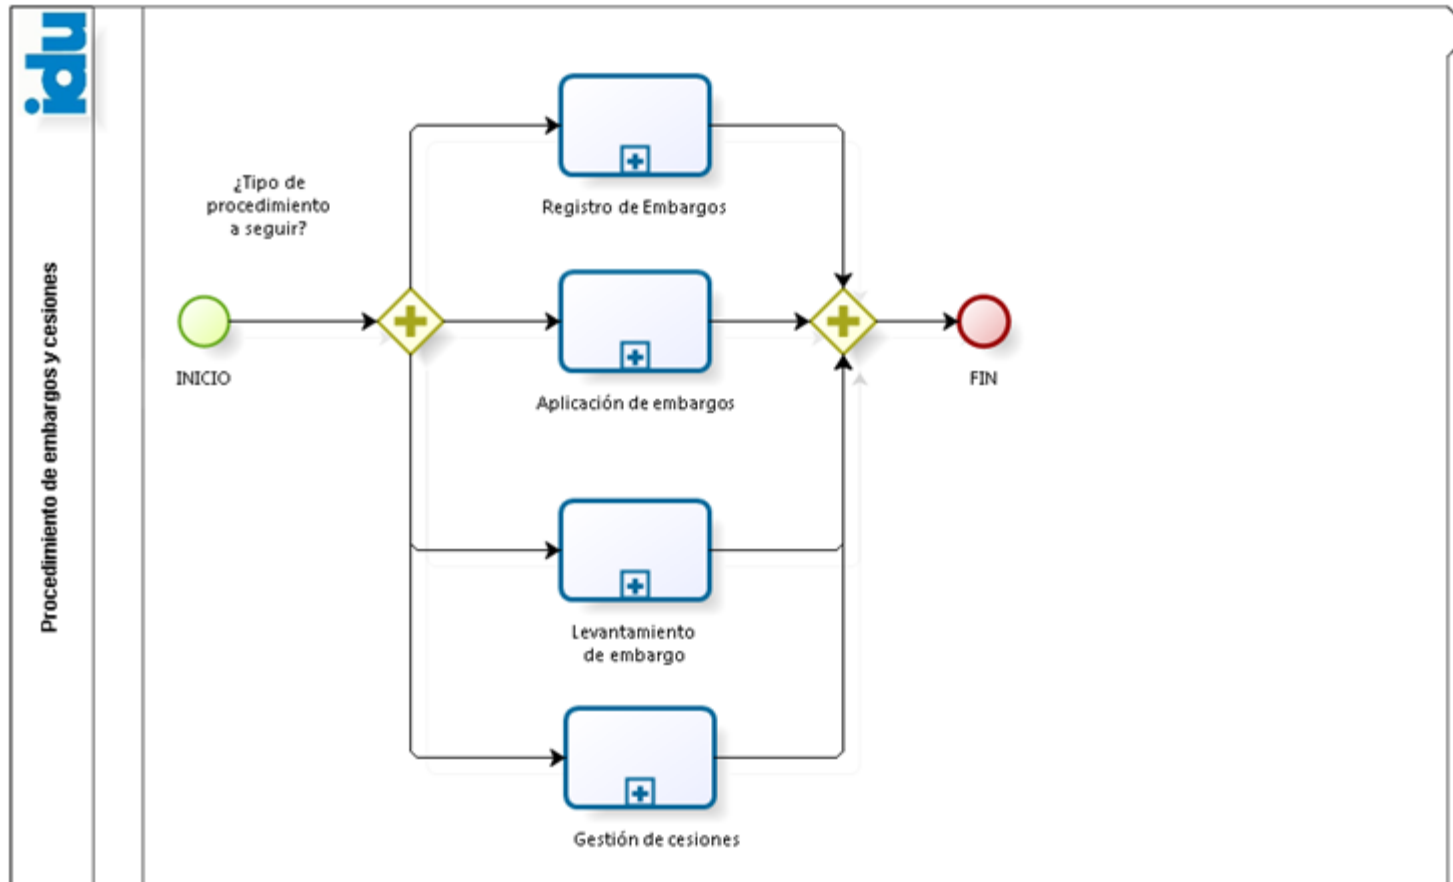 idu
Procedimiento de embargos y cesiones
¿Tipo de
procedimiento
a seguir?
INICIO
Registro de Embargos
Aplicación de embargos
Levantamiento
de embargo
Gestión de cesiones
FIN